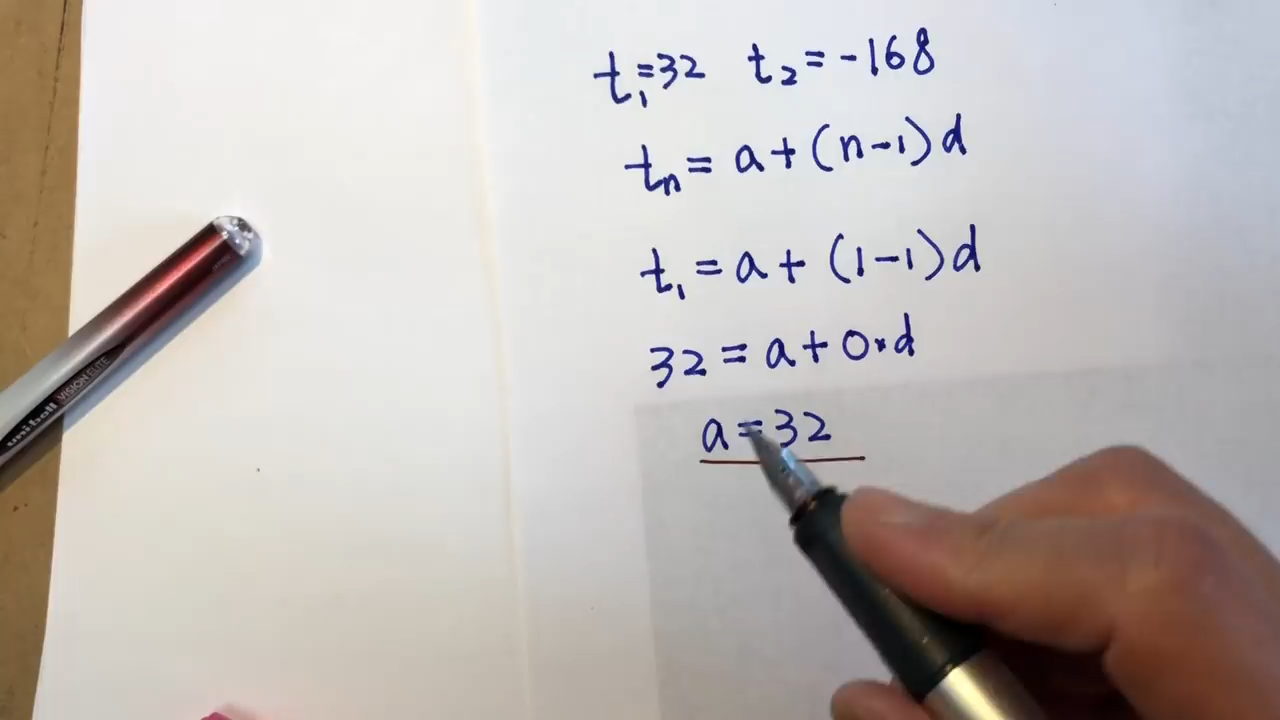 t₁=32 t₂=-168
tₙ= a+(n-1)d
t₁ =a+ (1-1)d
32 = a+0·d
a=32
uniball VISION ELITE